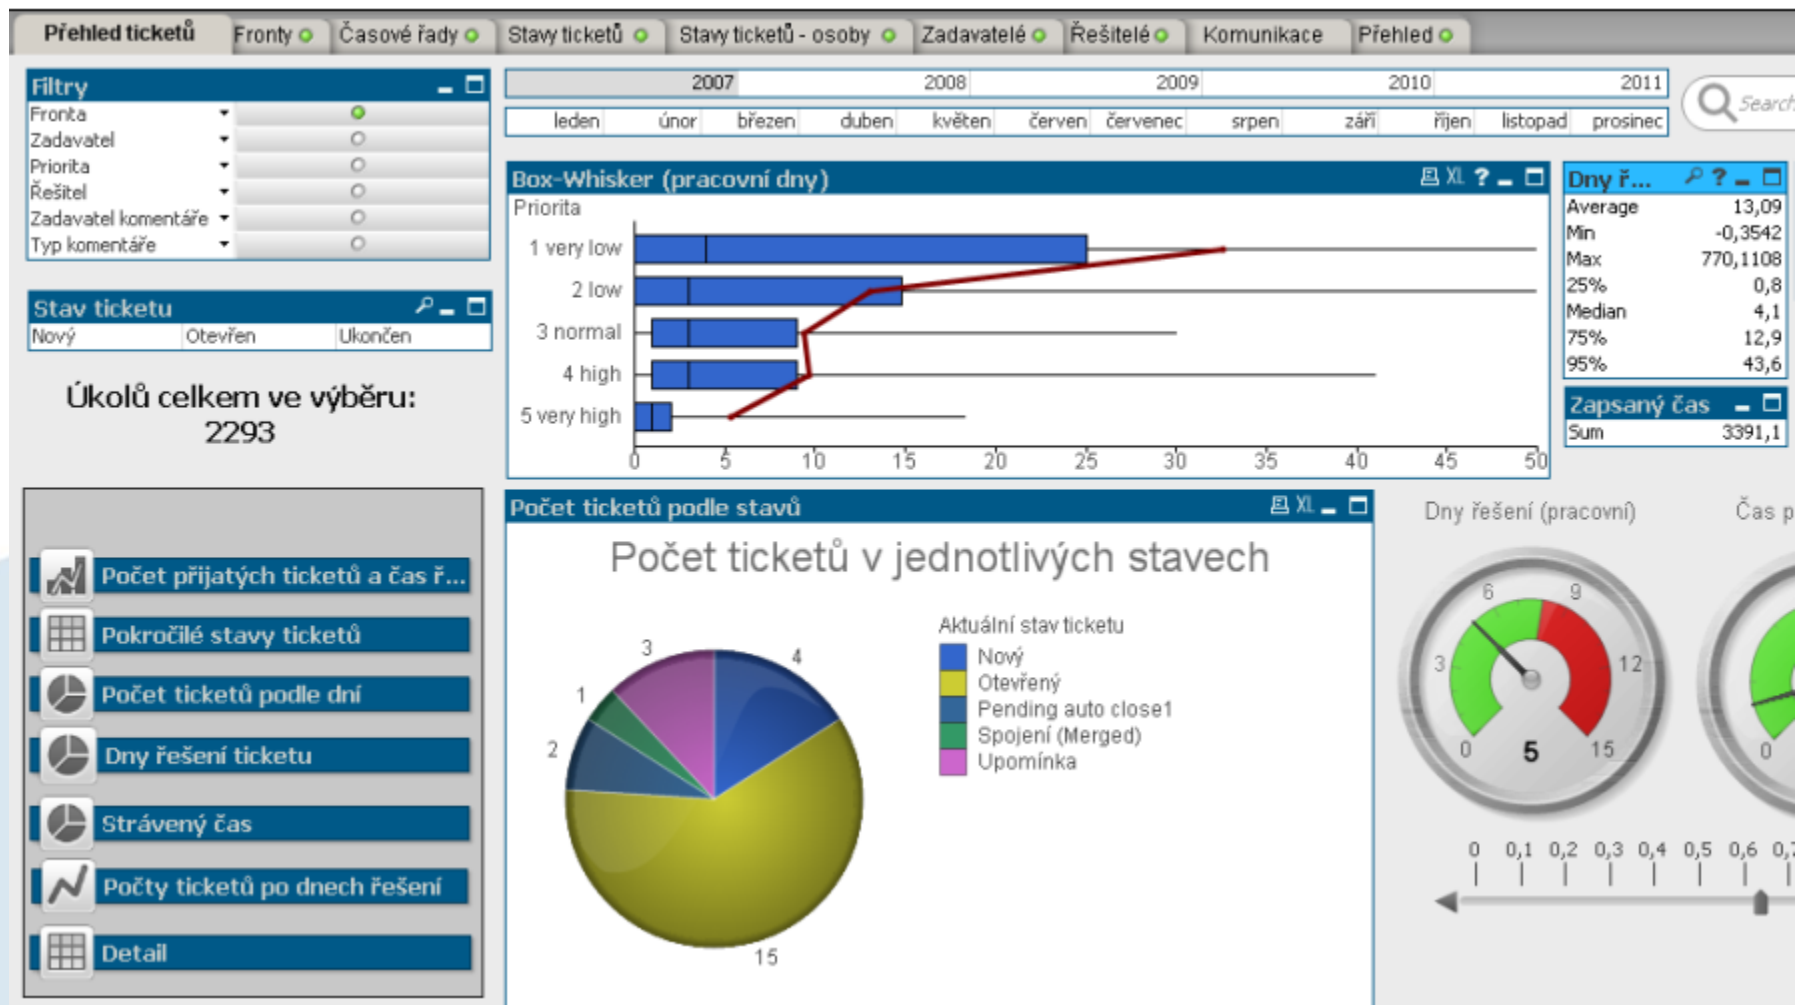 Přehled ticketů
Fronty
Časové řady
Stavy ticketů
Stavy ticketů - osoby
Zadavatelé
Řešitelé
Komunikace
Přehled
Filtry
Fronta
Zadavatel
Priorita
Řešitel
Zadavatel komentáře
Typ komentáře
2007 2008 2009 2010 2011
leden únor březen duben květen červen červenec srpen září říjen listopad prosinec
Search
Stav ticketu
Nový Otevřen Ukončen
Úkolů celkem ve výběru:
2293
Box-Whisker (pracovní dny)
XL ?
Priorita
1 very low
2 low
3 normal
4 high
5 very high
0 5 10 15 20 25 30 35 40 45 50
Dny ř... ?
Average 13,09
Min -0,3542
Max 770,1108
25% 0,8
Median 4,1
75% 12,9
95% 43,6
Zapsaný čas
Sum 3391,1
Počet přijatých ticketů a čas ř...
Pokročilé stavy ticketů
Počet ticketů podle dní
Dny řešení ticketu
Strávený čas
Počty ticketů po dnech řešení
Detail
Počet ticketů podle stavů
XL
Počet ticketů v jednotlivých stavech
3 4
1
2
15
Aktuální stav ticketu
Nový
Otevřený
Pending auto close1
Spojení (Merged)
Upomínka
Dny řešení (pracovní)
6 9
3 12
0 5 15
Čas p
0
0 0,1 0,2 0,3 0,4 0,5 0,6 0,7